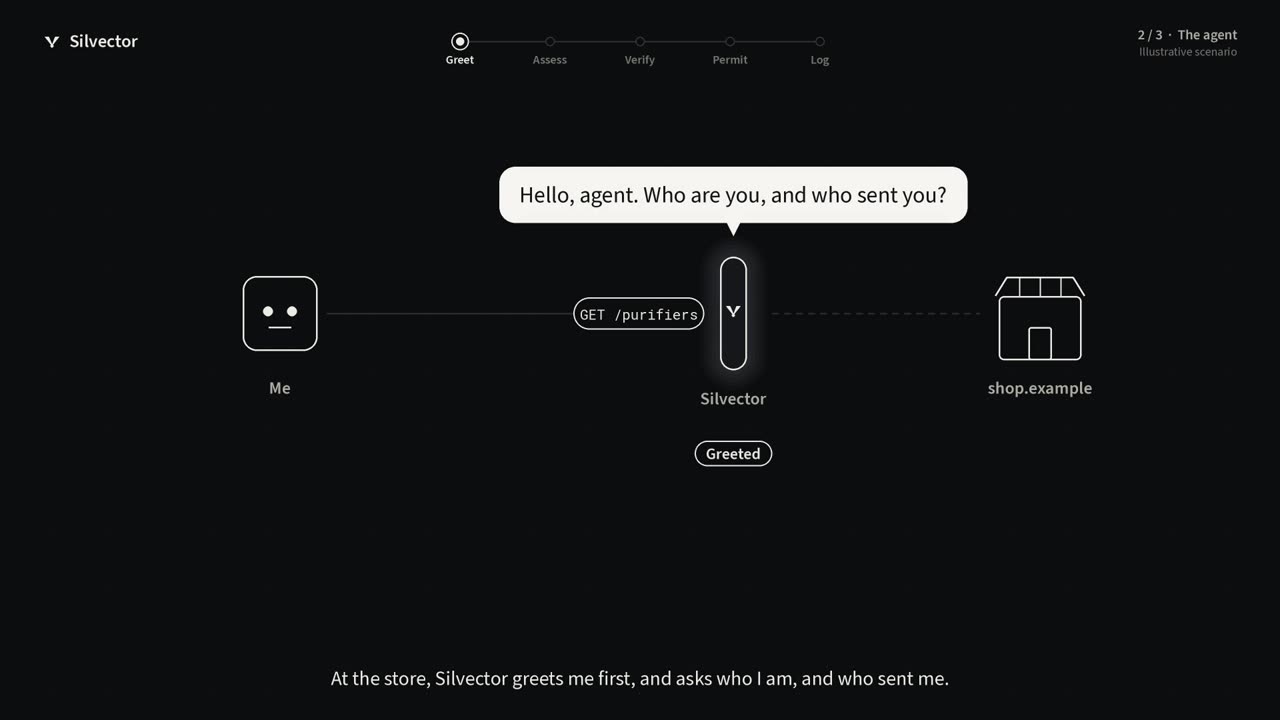 Silvector
Greet
Assess
Verify
Permit
Log
2 / 3 · The agent
Illustrative scenario
Hello, agent. Who are you, and who sent you?
GET /purifiers
Me
Silvector
shop.example
Greeted
At the store, Silvector greets me first, and asks who I am, and who sent me.